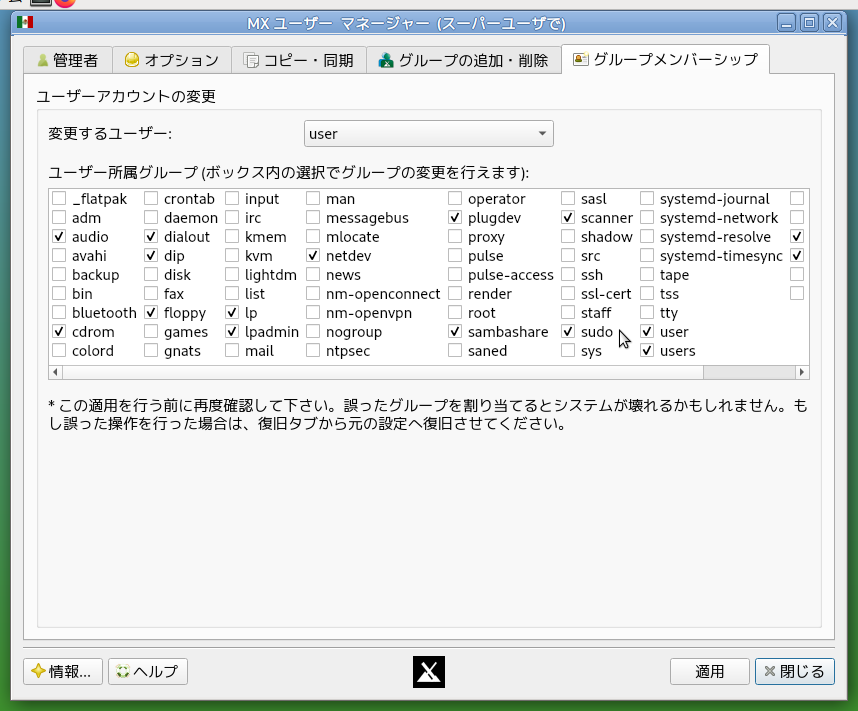 MX ユーザー マネージャー (スーパーユーザで)
管理者 オプション コピー・同期 グループの追加・削除 グループメンバーシップ
ユーザーアカウントの変更
変更するユーザー: user
ユーザー所属グループ (ボックス内の選択でグループの変更を行えます):
_flatpak crontab input man operator sasl systemd-journal
adm daemon irc messagebus plugdev scanner systemd-network
audio dialout kmem mlocate proxy shadow systemd-resolve
avahi dip kvm netdev pulse src systemd-timesync
backup disk lightdm news pulse-access ssh tape
bin fax list nm-openconnect render ssl-cert tss
bluetooth floppy lp nm-openvpn root staff tty
cdrom games lpadmin nogroup sambashare sudo user
colord gnats mail ntpsec saned sys users
* この適用を行う前に再度確認して下さい。誤ったグループを割り当てるとシステムが壊れるかもしれません。も
し誤った操作を行った場合は、復旧タブから元の設定へ復旧させてください。
情報... ヘルプ 適用 閉じる